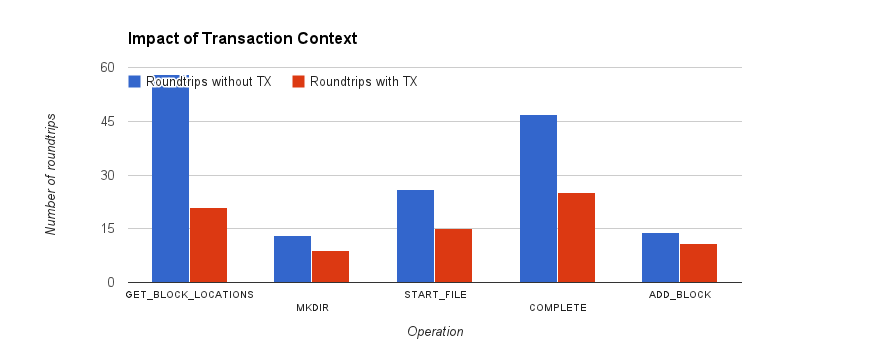 Impact of Transaction Context
Roundtrips without TX
Roundtrips with TX
Number of roundtrips
60
45
30
15
0
GET_BLOCK_LOCATIONS
MKDIR
START_FILE
COMPLETE
ADD_BLOCK
Operation